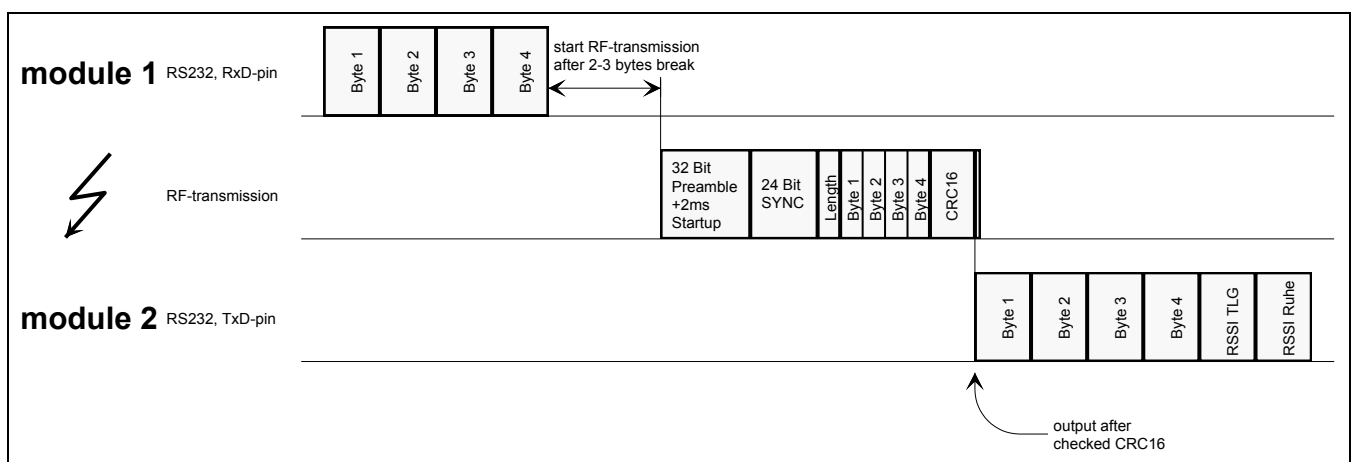 module 1 RS232, RxD-pin
Byte 1
Byte 2
Byte 3
Byte 4
start RF-transmission
after 2-3 bytes break
RF-transmission
32 Bit
Preamble
+2ms
Startup
24 Bit
SYNC
Length
Byte 1
Byte 2
Byte 3
Byte 4
CRC16
module 2 RS232, TxD-pin
Byte 1
Byte 2
Byte 3
Byte 4
RSSI TLG
RSSI Ruhe
output after
checked CRC16